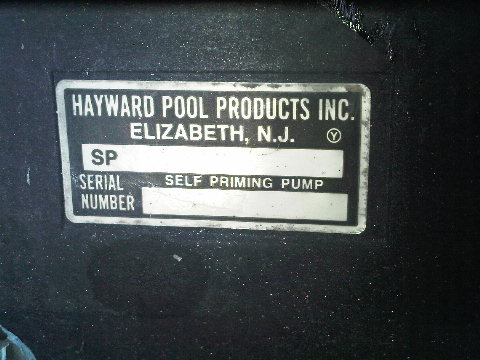 HAYWARD POOL PRODUCTS INC.
ELIZABETH, N.J. Y
SP
SELF PRIMING PUMP
SERIAL
NUMBER